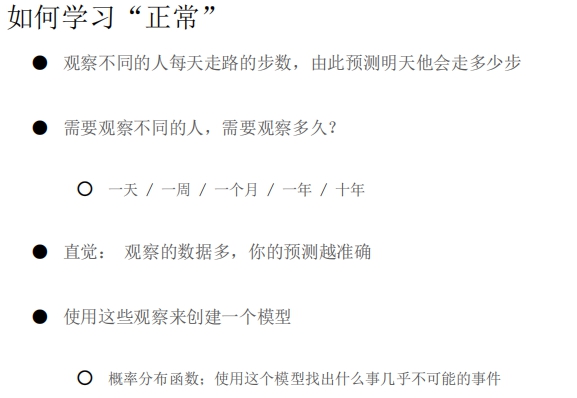 如何学习“正常”
观察不同的人每天走路的步数，由此预测明天他会走多少步
需要观察不同的人，需要观察多久？
一天 / 一周 / 一个月 / 一年 / 十年
直觉： 观察的数据多，你的预测越准确
使用这些观察来创建一个模型
概率分布函数；使用这个模型找出什么事几乎不可能的事件